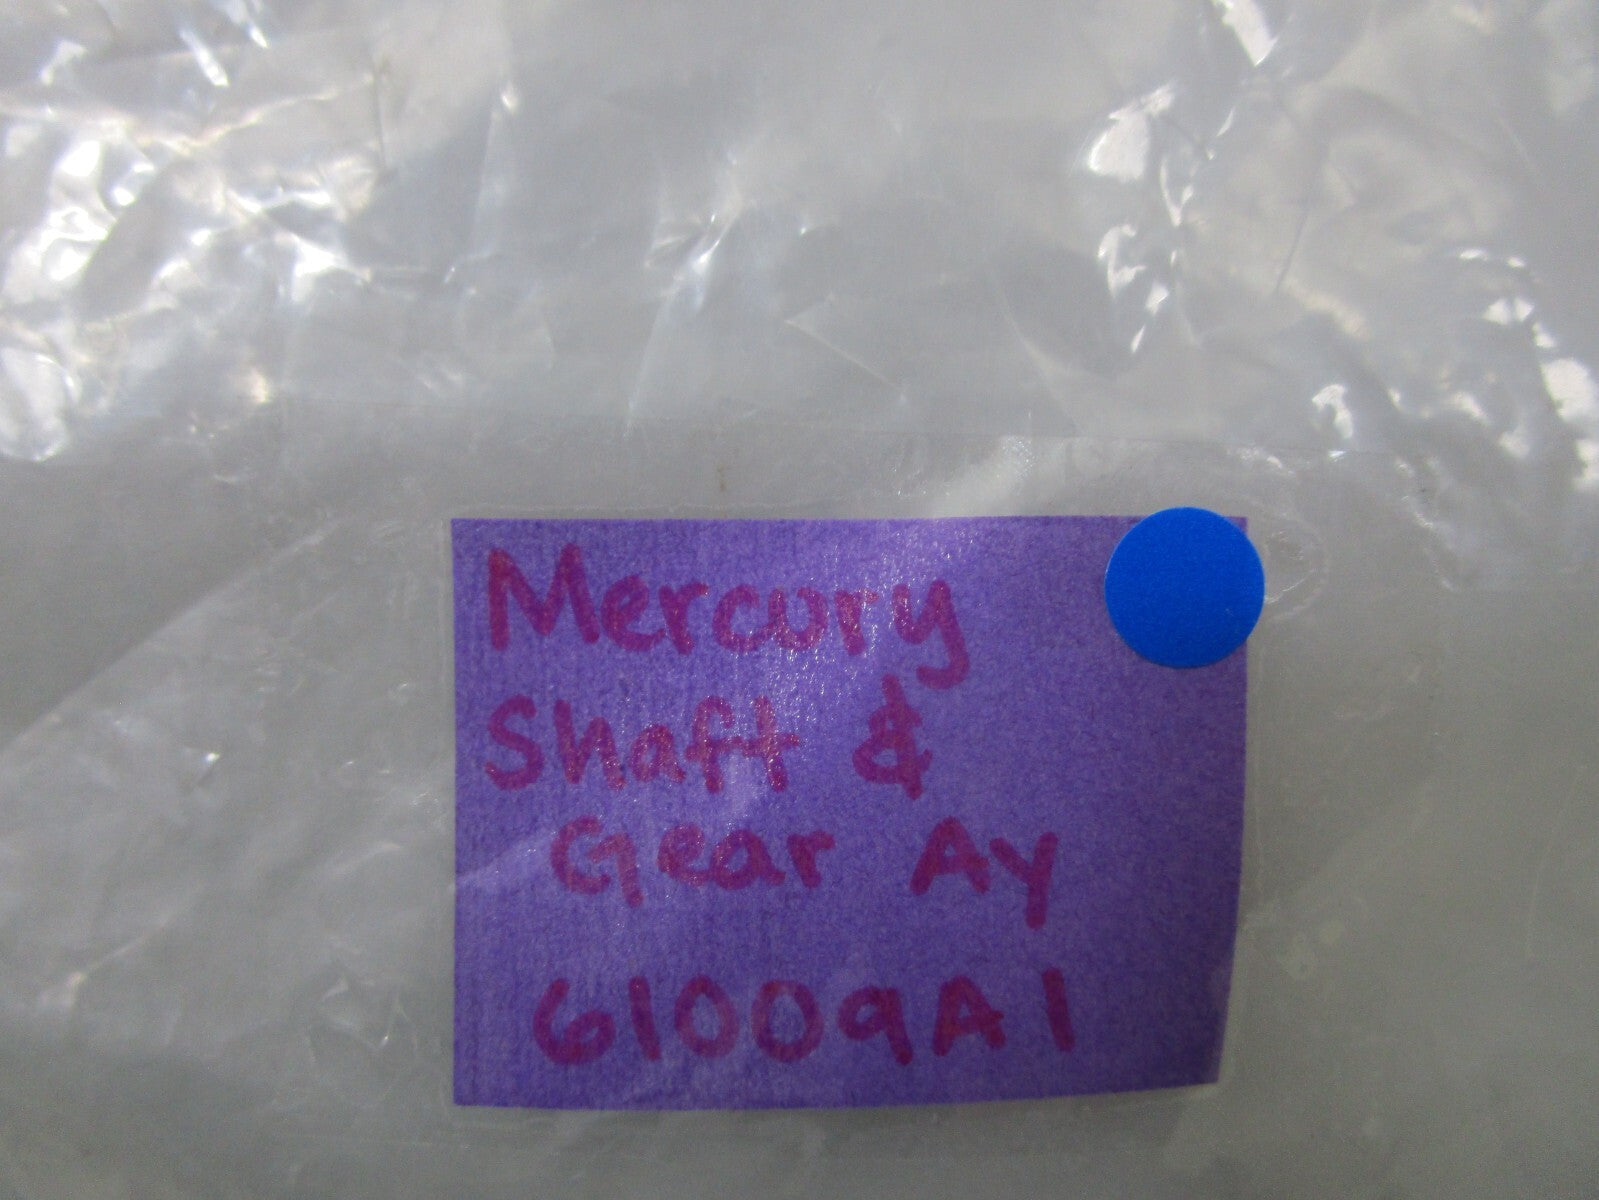 Mercury
Shaft &
Gear Ay
61009A1